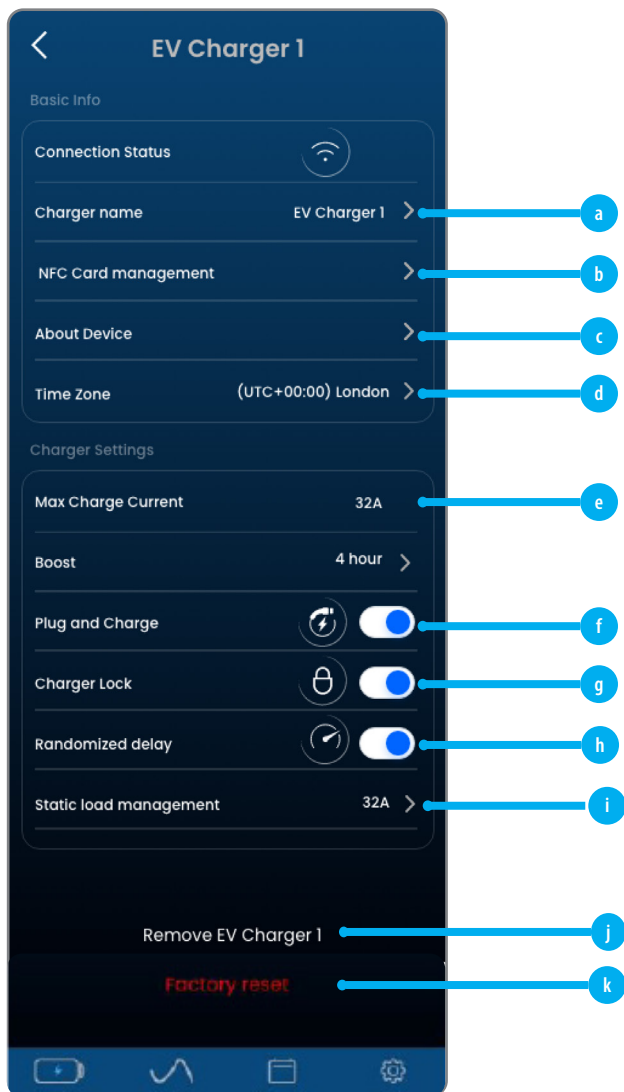 EV Charger 1
Basic Info
Connection Status
Charger name EV Charger 1 a
NFC Card management b
About Device c
Time Zone (UTC+00:00) London d
Charger Settings
Max Charge Current 32A e
Boost 4 hour
Plug and Charge f
Charger Lock g
Randomized delay h
Static load management 32A i
Remove EV Charger 1 j
Factory reset k